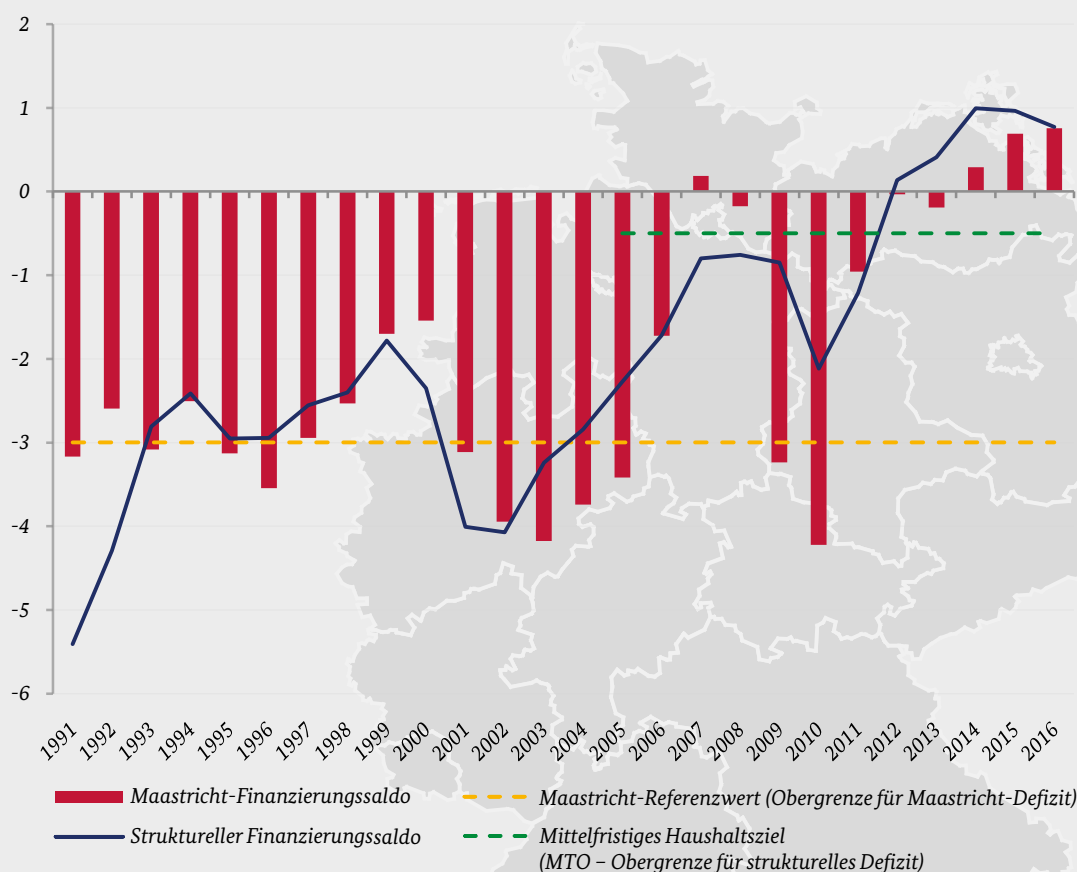 2
1
0
-1
-2
-3
-4
-5
-6
1991 1992 1993 1994 1995 1996 1997 1998 1999 2000 2001 2002 2003 2004 2005 2006 2007 2008 2009 2010 2011 2012 2013 2014 2015 2016
Maastricht-Finanzierungssaldo
Struktureller Finanzierungssaldo
Maastricht-Referenzwert (Obergrenze für Maastricht-Defizit)
Mittelfristiges Haushaltsziel
(MTO – Obergrenze für strukturelles Defizit)